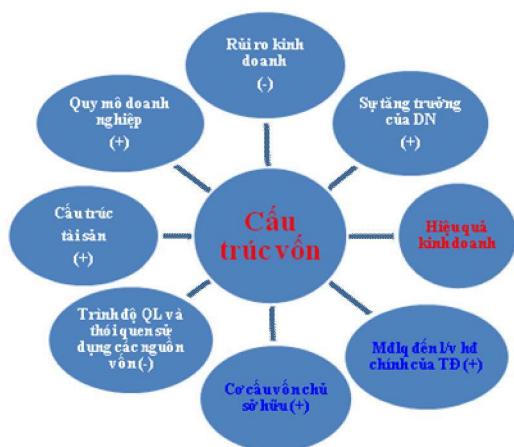 Rủi ro kinh
doanh
(-)
Quy mô doanh
nghiệp
(+)
Sự tăng trưởng
của DN
(+)
Cấu trúc
tài sản
(+)
Cấu
trúc vốn
Hiệu quả
kinh doanh
Trình độ QL và
thói quen sử
dụng các nguồn
vốn (-)
Mđlq đến l/v hđ
chính của TĐ (+)
Cơ cấu vốn chủ
sở hữu (+)